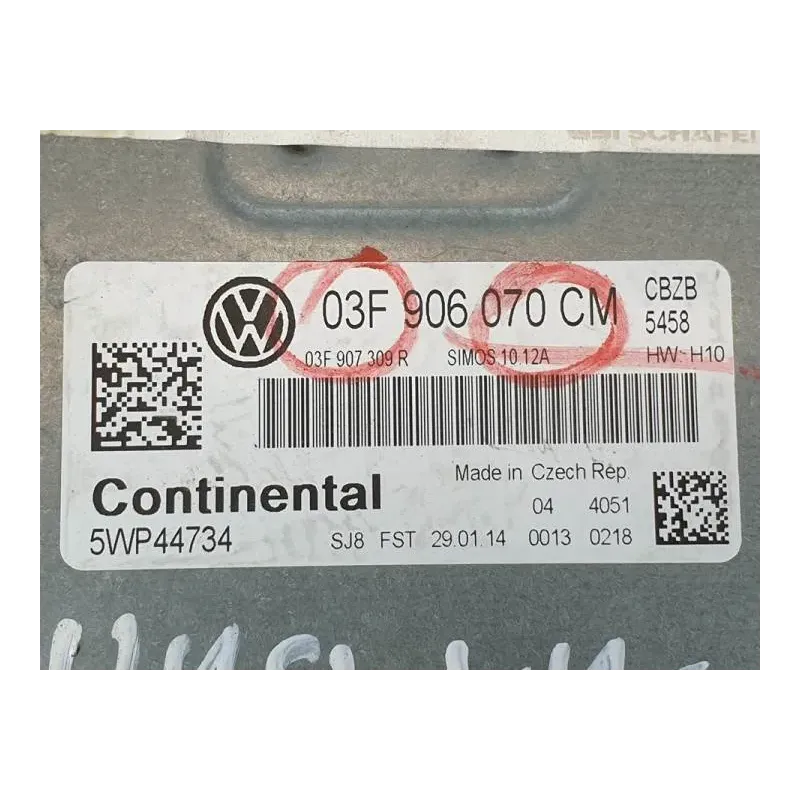 SCHAFER
03F 906 070 CM CBZB
5458
03F 907 309 R SIMOS 10 12A HW: H10
Continental
Made in Czech Rep.
04 4051
5WP44734
SJ8 FST 29.01.14 0013 0218